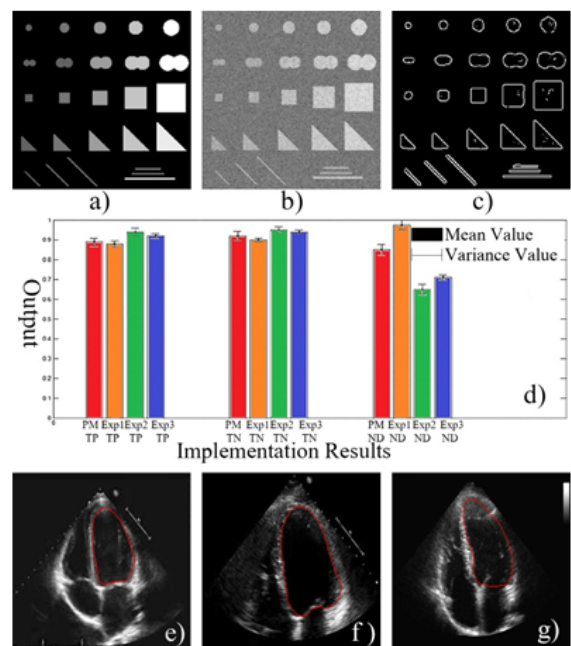 a) b) c)
Mean Value
Variance Value
Output
1
0.9
0.8
0.7
0.6
0.5
0.4
0.3
0.2
0.1
0
d)
PM Exp1 Exp2 Exp3 PM Exp1 Exp2 Exp3 PM Exp1 Exp2 Exp3
TP TP TP TP TN TN TN TN ND ND ND ND
Implementation Results
e) f) g)